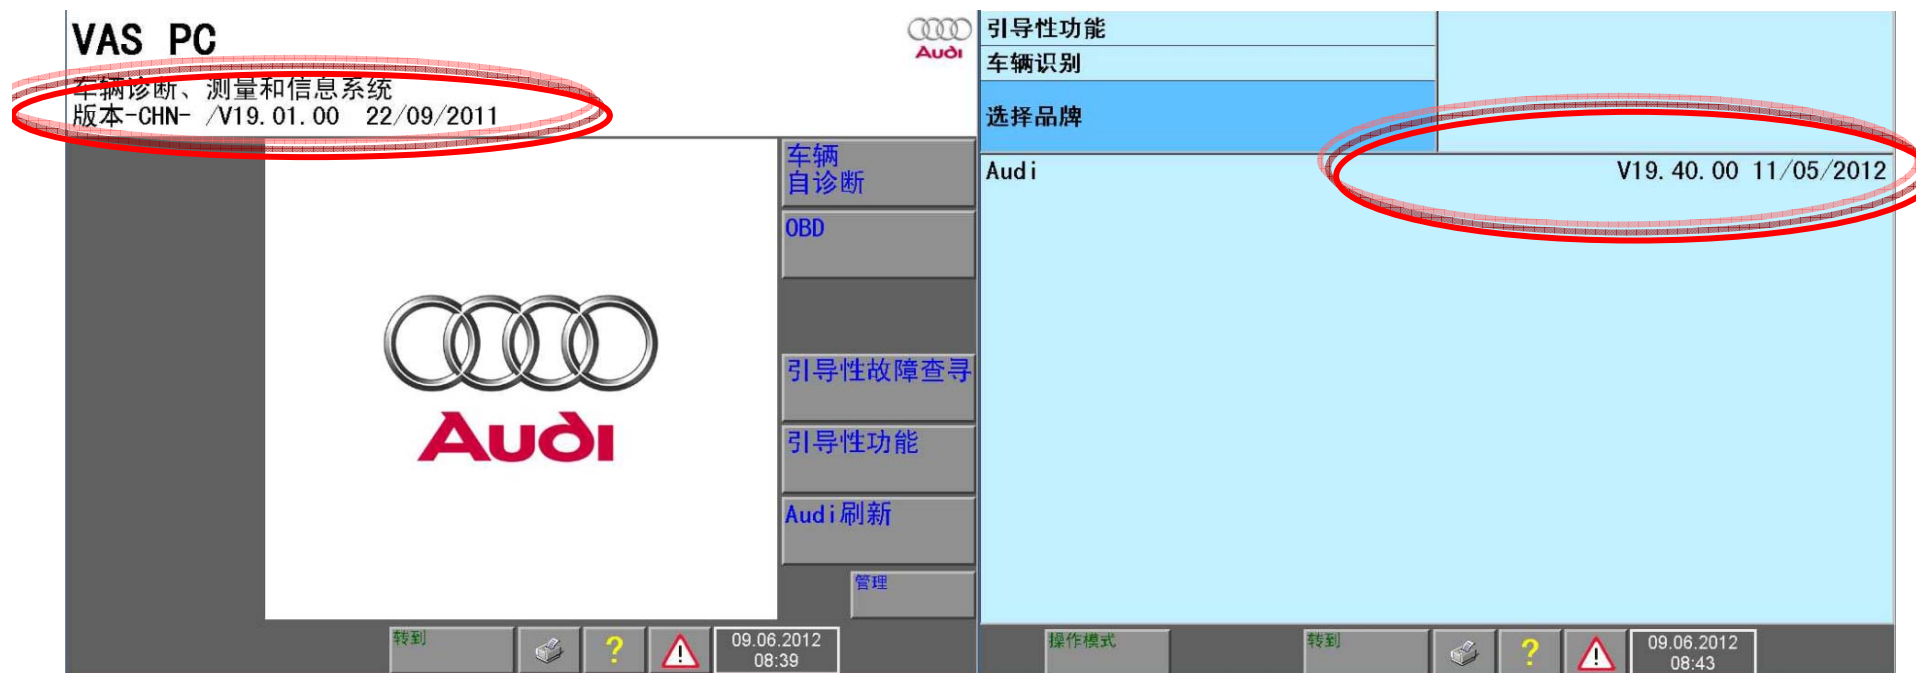 VAS PC
Audi
车辆诊断、测量和信息系统
版本-CHN- /V19.01.00 22/09/2011
车辆
自诊断
OBD
引导性故障查寻
引导性功能
Audi刷新
管理
Audi
转到
?
!
09.06.2012
08:39
引导性功能
车辆识别
选择品牌
Audi V19.40.00 11/05/2012
操作模式
转到
?
!
09.06.2012
08:43